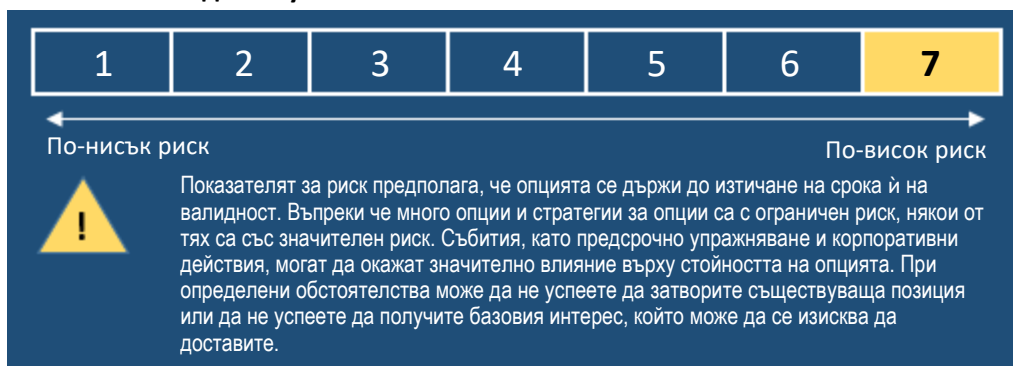 1 2 3 4 5 6 7
По-нисък риск По-висок риск
Показателят за риск предполага, че опцията се държи до изтичане на срока ѝ на
валидност. Въпреки че много опции и стратегии за опции са с ограничен риск, някои от
тях са със значителен риск. Събития, като предсрочно упражняване и корпоративни
действия, могат да окажат значително влияние върху стойността на опцията. При
определени обстоятелства може да не успеете да затворите съществуваща позиция
или да не успеете да получите базовия интерес, който може да се изисква да
доставите.
!